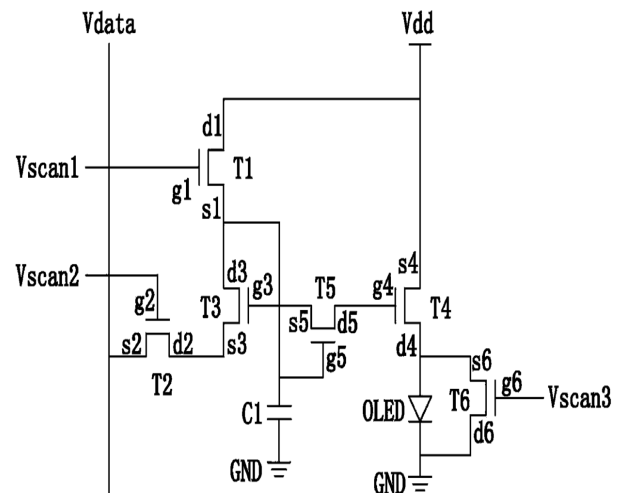 Vdata
Vdd
d1
Vscan1
T1
g1
s1
Vscan2
d3
g3
T5
g4
s4
g2
T3
T4
s5
d5
s2
d2
s3
g5
d4
s6
T2
C1
OLED
T6
g6
Vscan3
d6
GND
GND